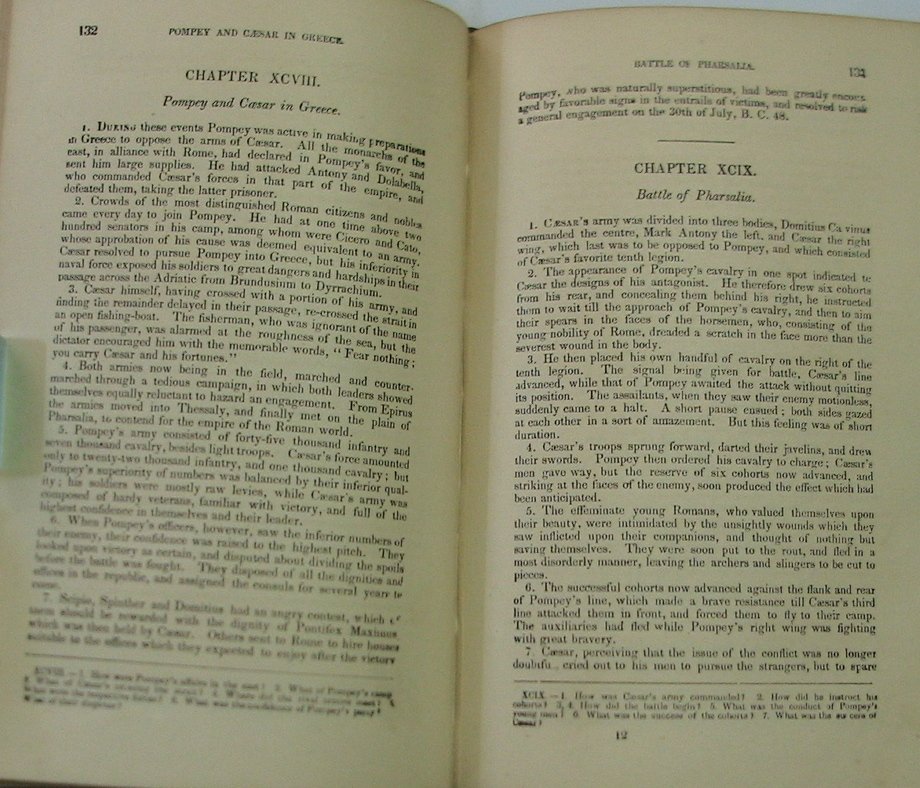 132
POMPEY AND CÆSAR IN GREECE.
CHAPTER XCVIII.
Pompey and Cæsar in Greece.
1. DURING these events Pompey was active in making preparations
in Greece to oppose the arms of Cæsar. All the monarchs of the
east, in alliance with Rome, had declared in Pompey's favor, and
sent him large supplies. He had attacked Antony and Dolabella,
who commanded Cæsar's forces in that part of the empire, and
defeated them, taking the latter prisoner.
2. Crowds of the most distinguished Roman citizens and nobles
came every day to join Pompey. He had at one time above two
hundred senators in his camp, among whom were Cicero and Cato,
whose approbation of his cause was deemed equivalent to an army.
Cæsar resolved to pursue Pompey into Greece, but his inferiority in
naval force exposed his soldiers to great dangers and hardships in their
passage across the Adriatic from Brundusium to Dyrrachium.
3. Cæsar himself, having crossed with a portion of his army, and
finding the remainder delayed in their passage, re-crossed the strait in
an open fishing-boat. The fisherman, who was ignorant of the name
of his passenger, was alarmed at the roughness of the sea, but the
dictator encouraged him with the memorable words, "Fear nothing;
you carry Cæsar and his fortunes."
4. Both armies now being in the field, marched and counter-
marched through a tedious campaign, in which both leaders showed
themselves equally reluctant to hazard an engagement. From Epirus
the armies moved into Thessaly, and finally met on the plain of
Pharsalia, to contend for the empire of the Roman world.
5. Pompey's army consisted of forty-five thousand infantry and
seven thousand cavalry, besides light troops. Cæsar's force amounted
only to twenty-two thousand infantry, and one thousand cavalry; but
Pompey's superiority of numbers was balanced by their inferior qual-
ity; his soldiers were mostly raw levies, while Cæsar's army was
composed of hardy veterans, familiar with victory, and full of the
highest confidence in themselves and their leader.
6. When Pompey's officers, however, saw the inferior numbers of
their enemy, their confidence was raised to the highest pitch. They
looked upon victory as certain, and disputed about dividing the spoils
before the battle was fought. They disposed of all the dignities and
offices in the republic, and assigned the consuls for several years to
come.
7. Scipio, Spinther and Domitius had an angry contest, which of
them should be rewarded with the dignity of Pontifex Maximus
which was then held by Cæsar. Others sent to Rome to hire houses
suitable to the offices which they expected to enjoy after the victory
XCVIII.—1. How were Pompey's affairs in the east? 2. What of Pompey's camp
BATTLE OF PHARSALIA.
133
Pompey, who was naturally superstitious, had been greatly encour-
aged by favorable signs in the entrails of victims, and resolved to risk
a general engagement on the 30th of July, B. C. 48.
CHAPTER XCIX.
Battle of Pharsalia.
1. CÆSAR'S army was divided into three bodies, Domitius Calvinus
commanded the centre, Mark Antony the left, and Cæsar the right
wing, which last was to be opposed to Pompey, and which consisted
of Cæsar's favorite tenth legion.
2. The appearance of Pompey's cavalry in one spot indicated to
Cæsar the designs of his antagonist. He therefore drew six cohorts
from his rear, and concealing them behind his right, he instructed
them to wait till the approach of Pompey's cavalry, and then to aim
their spears in the faces of the horsemen, who, consisting of the
young nobility of Rome, dreaded a scratch in the face more than the
severest wound in the body.
3. He then placed his own handful of cavalry on the right of the
tenth legion. The signal being given for battle, Cæsar's line
advanced, while that of Pompey awaited the attack without quitting
its position. The assailants, when they saw their enemy motionless,
suddenly came to a halt. A short pause ensued; both sides gazed
at each other in a sort of amazement. But this feeling was of short
duration.
4. Cæsar's troops sprung forward, darted their javelins, and drew
their swords. Pompey then ordered his cavalry to charge; Cæsar's
men gave way, but the reserve of six cohorts now advanced, and
striking at the faces of the enemy, soon produced the effect which had
been anticipated.
5. The effeminate young Romans, who valued themselves upon
their beauty, were intimidated by the unsightly wounds which they
saw inflicted upon their companions, and thought of nothing but
saving themselves. They were soon put to the rout, and fled in a
most disorderly manner, leaving the archers and slingers to be cut to
pieces.
6. The successful cohorts now advanced against the flank and rear
of Pompey's line, which made a brave resistance till Cæsar's third
line attacked them in front, and forced them to fly to their camp.
The auxiliaries had fled while Pompey's right wing was fighting
with great bravery.
7. Cæsar, perceiving that the issue of the conflict was no longer
doubtful, cried out to his men to pursue the strangers, but to spare
XCIX.—1. How was Cæsar's army commanded? 2. How did he instruct his
cohorts? 3, 4. How did the battle begin? 5. What was the conduct of Pompey's
young men? 6. What was the success of the cohorts? 7. What was the success of
Cæsar?
12